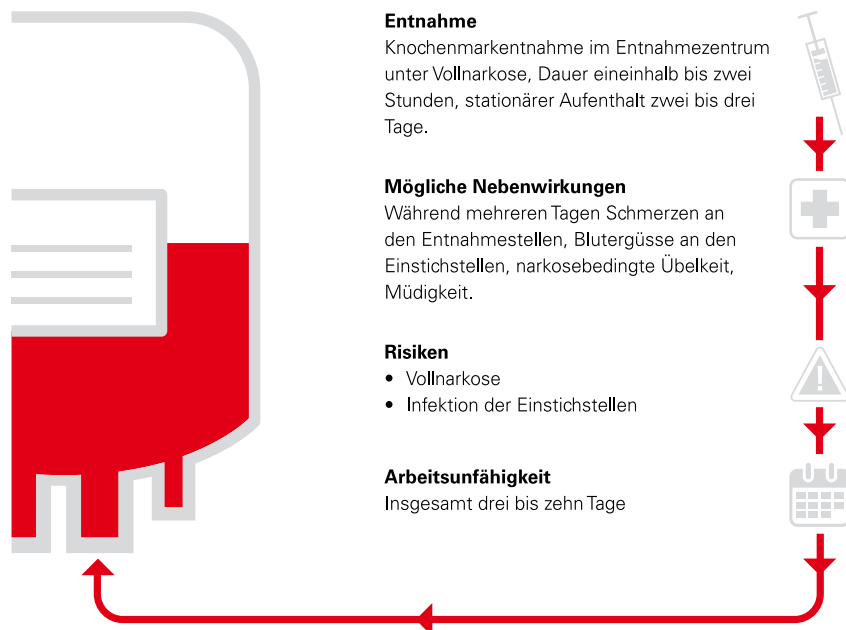 Entnahme
Knochenmarkentnahme im Entnahmezentrum
unter Vollnarkose, Dauer eineinhalb bis zwei
Stunden, stationärer Aufenthalt zwei bis drei
Tage.
Mögliche Nebenwirkungen
Während mehreren Tagen Schmerzen an
den Entnahmestellen, Blutergüsse an den
Einstichstellen, narkosebedingte Übelkeit,
Müdigkeit.
Risiken
• Vollnarkose
• Infektion der Einstichstellen
Arbeitsunfähigkeit
Insgesamt drei bis zehn Tage